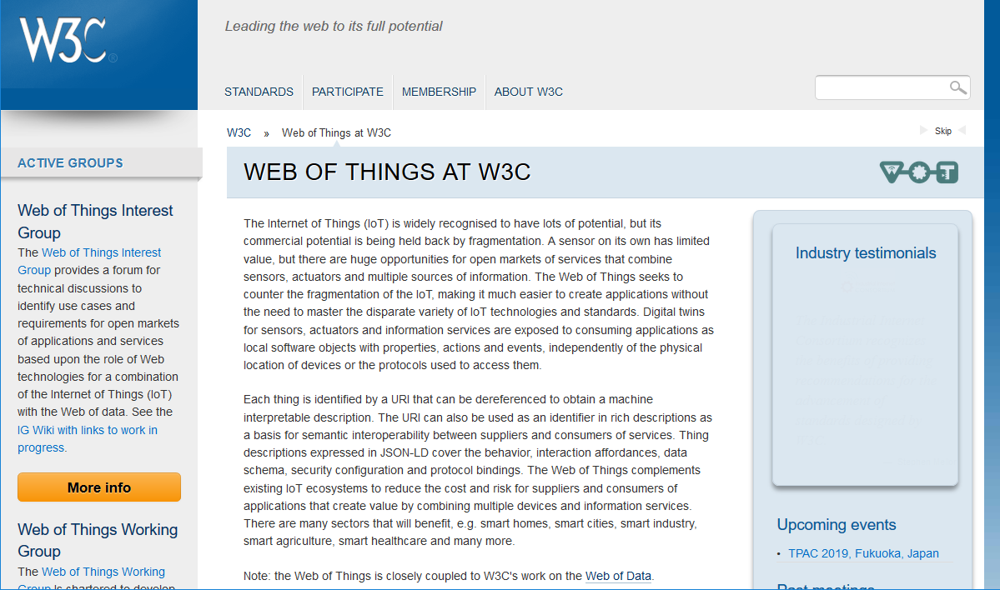 W3C®
Leading the web to its full potential
STANDARDS
PARTICIPATE
MEMBERSHIP
ABOUT W3C
W3C » Web of Things at W3C
Skip
ACTIVE GROUPS
Web of Things Interest
Group
The Web of Things Interest
Group provides a forum for
technical discussions to
identify use cases and
requirements for open markets
of applications and services
based upon the role of Web
technologies for a combination
of the Internet of Things (IoT)
with the Web of data. See the
IG Wiki with links to work in
progress.
More info
Web of Things Working
Group
The Web of Things Working
Group is chartered to develop
WEB OF THINGS AT W3C
W T
The Internet of Things (IoT) is widely recognised to have lots of potential, but its
commercial potential is being held back by fragmentation. A sensor on its own has limited
value, but there are huge opportunities for open markets of services that combine
sensors, actuators and multiple sources of information. The Web of Things seeks to
counter the fragmentation of the IoT, making it much easier to create applications without
the need to master the disparate variety of IoT technologies and standards. Digital twins
for sensors, actuators and information services are exposed to consuming applications as
local software objects with properties, actions and events, independently of the physical
location of devices or the protocols used to access them.
Each thing is identified by a URI that can be dereferenced to obtain a machine
interpretable description. The URI can also be used as an identifier in rich descriptions as
a basis for semantic interoperability between suppliers and consumers of services. Thing
descriptions expressed in JSON-LD cover the behavior, interaction affordances, data
schema, security configuration and protocol bindings. The Web of Things complements
existing IoT ecosystems to reduce the cost and risk for suppliers and consumers of
applications that create value by combining multiple devices and information services.
There are many sectors that will benefit, e.g. smart homes, smart cities, smart industry,
smart agriculture, smart healthcare and many more.
Note: the Web of Things is closely coupled to W3C's work on the Web of Data.
Industry testimonials
Upcoming events
• TPAC 2019, Fukuoka, Japan
Past meetings